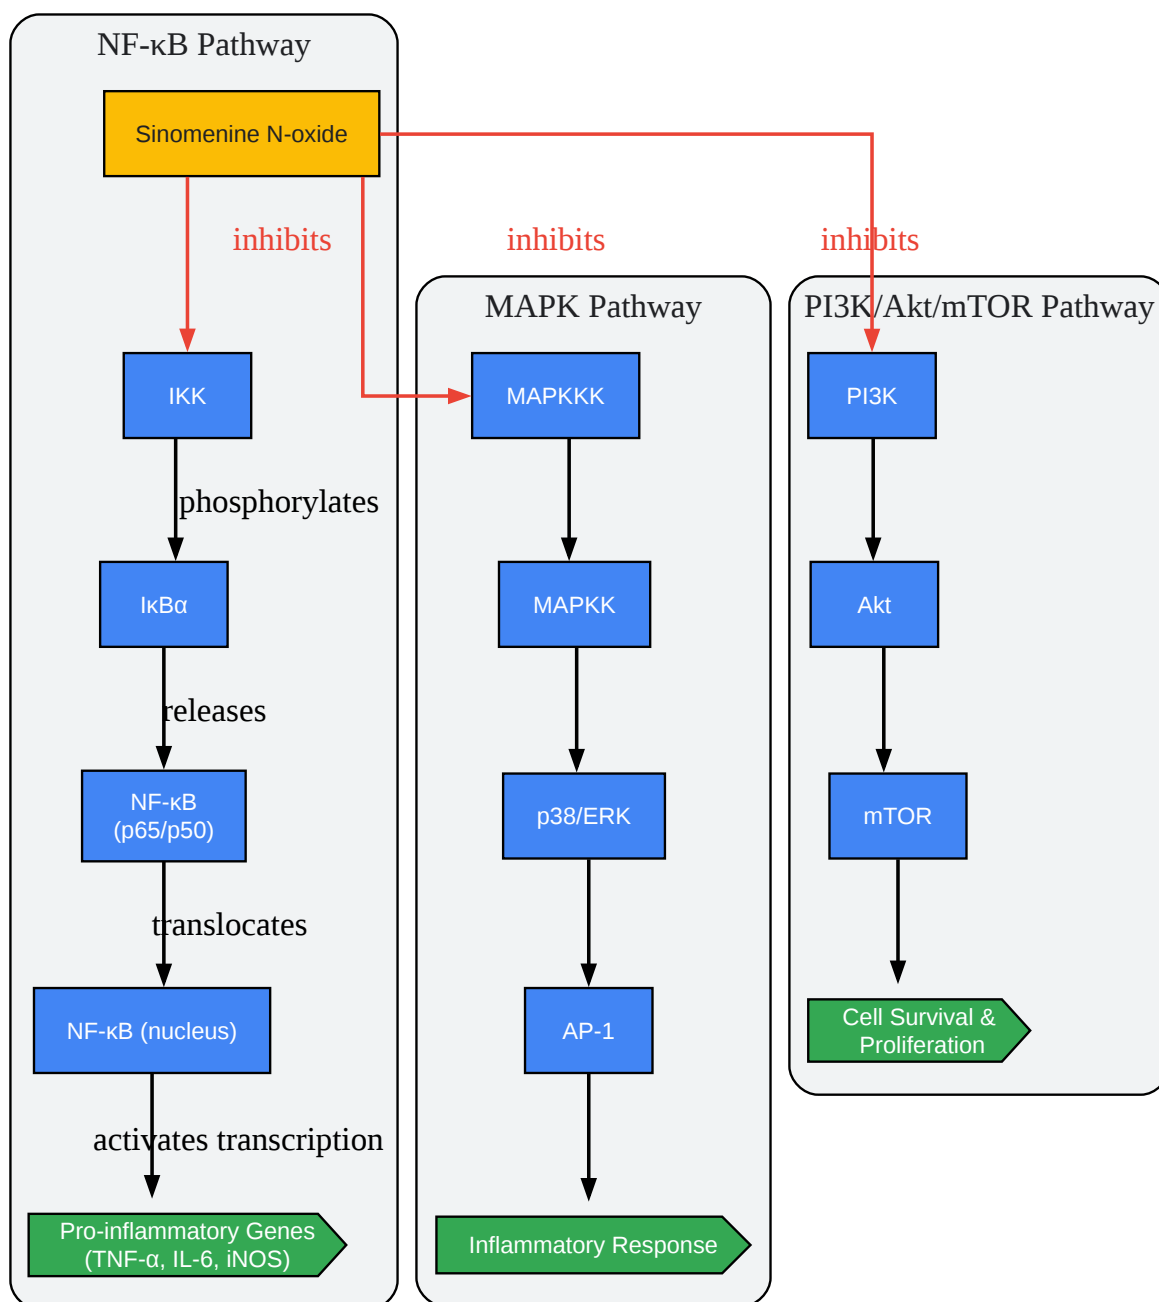 NF-κB Pathway
Sinomenine N-oxide
inhibits
inhibits
inhibits
MAPK Pathway
PI3K/Akt/mTOR Pathway
IKK
MAPKKK
PI3K
phosphorylates
IκBα
MAPKK
Akt
releases
NF-κB
(p65/p50)
p38/ERK
mTOR
translocates
NF-κB (nucleus)
AP-1
Cell Survival &
Proliferation
activates transcription
Pro-inflammatory Genes
(TNF-α, IL-6, iNOS)
Inflammatory Response